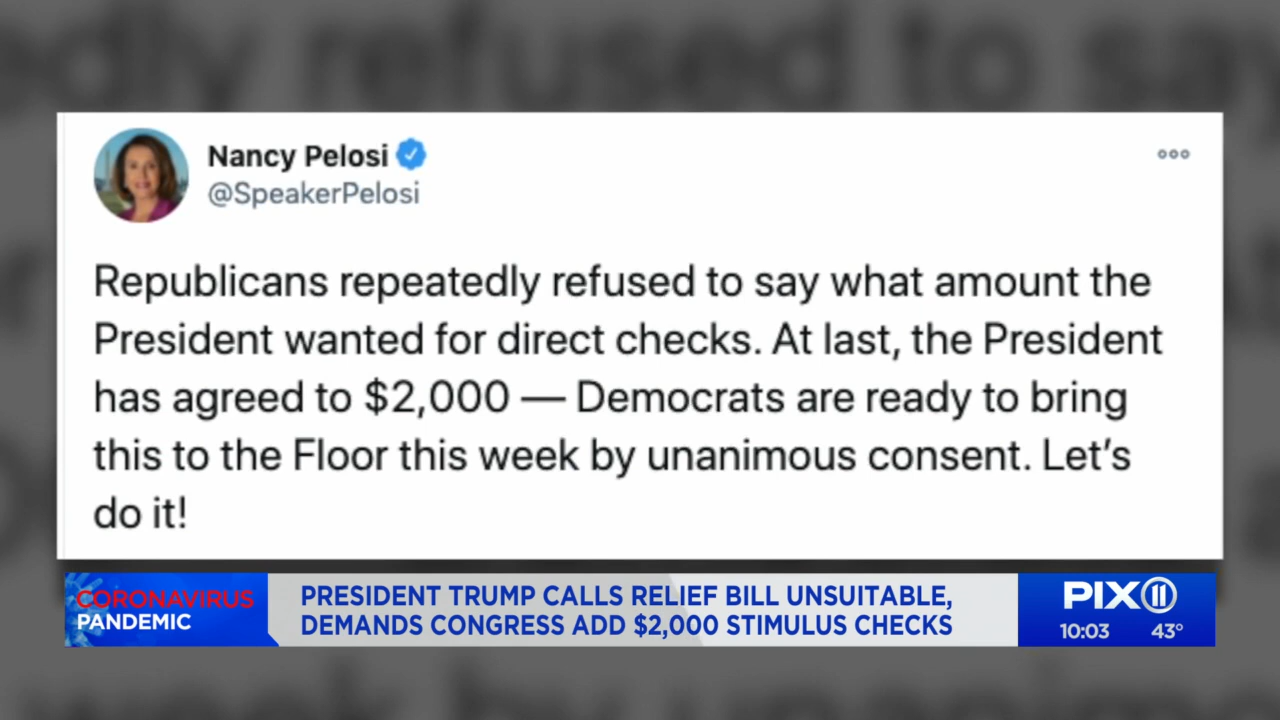 Nancy Pelosi
@SpeakerPelosi
Republicans repeatedly refused to say what amount the
President wanted for direct checks. At last, the President
has agreed to $2,000 — Democrats are ready to bring
this to the Floor this week by unanimous consent. Let's
do it!
CORONAVIRUS
PANDEMIC
PRESIDENT TRUMP CALLS RELIEF BILL UNSUITABLE,
DEMANDS CONGRESS ADD $2,000 STIMULUS CHECKS
PIX11
10:03 43°